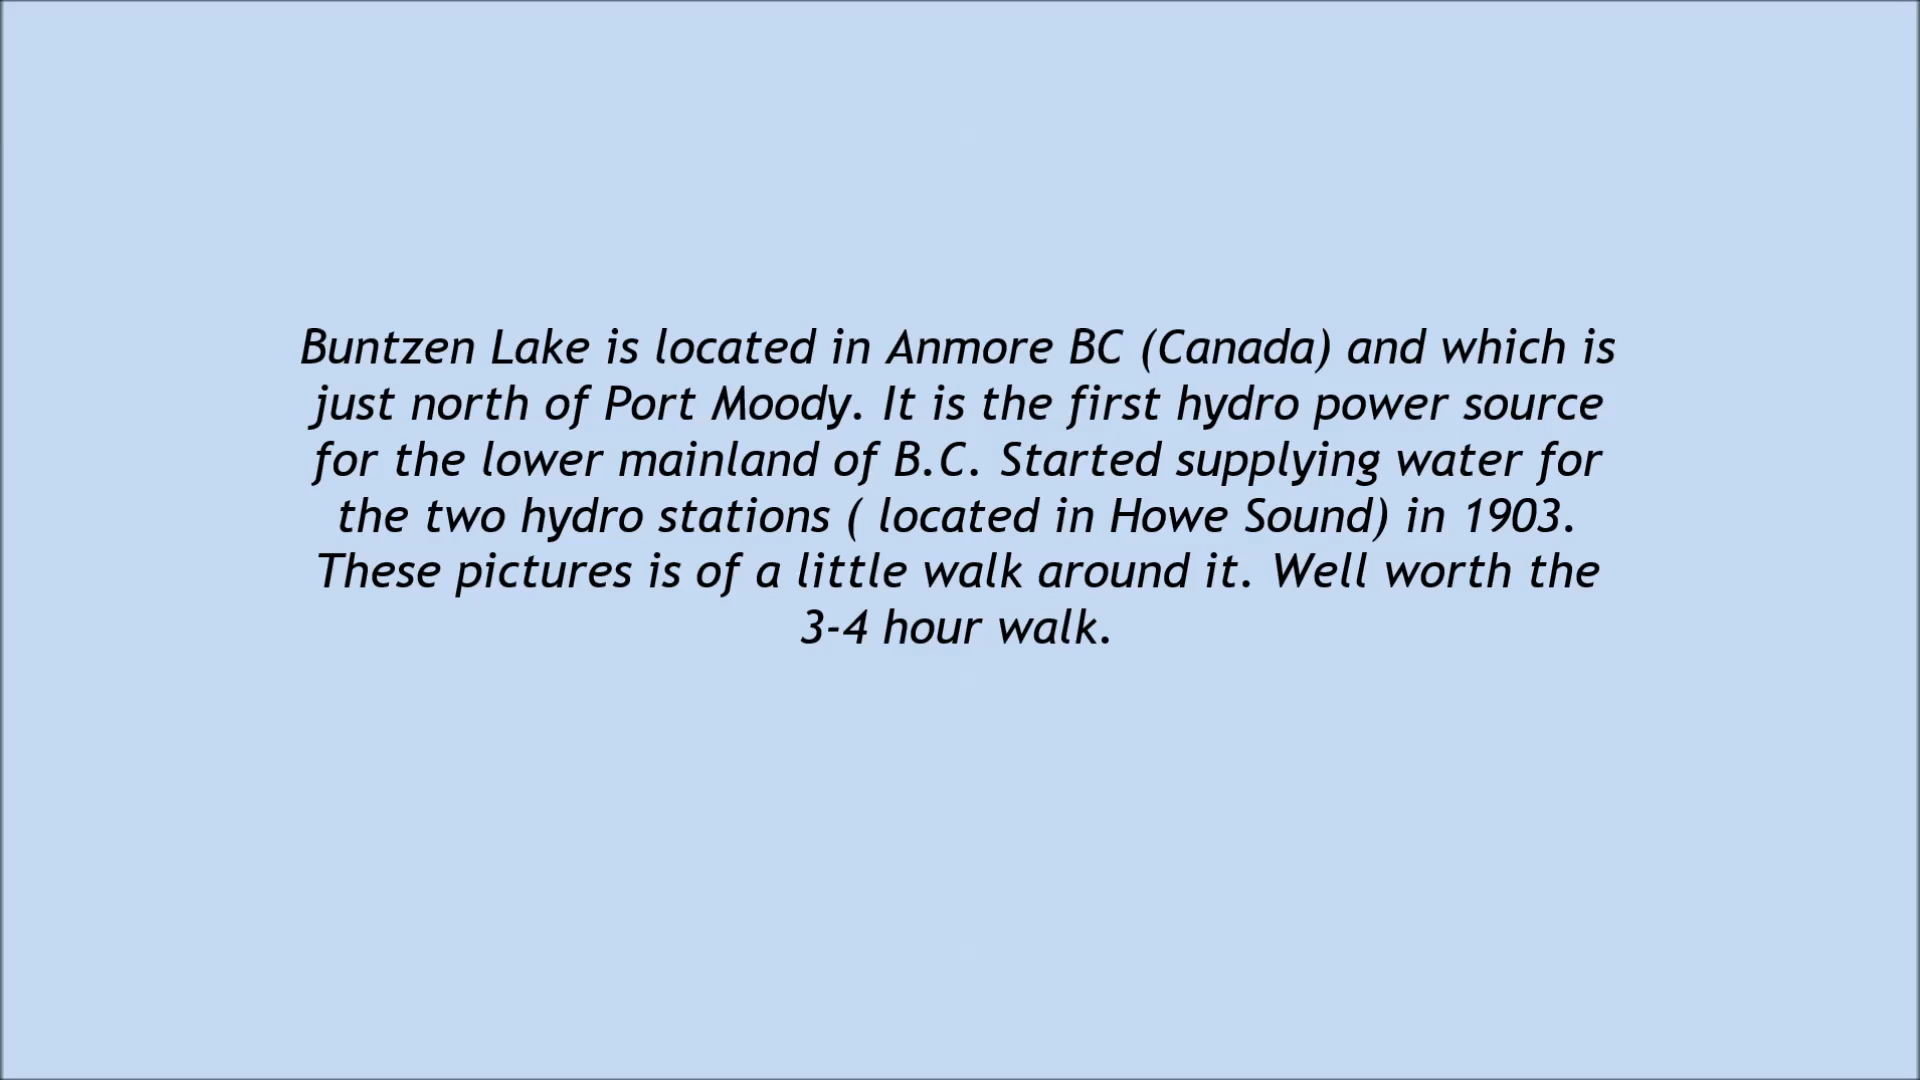 Buntzen Lake is located in Anmore BC (Canada) and which is
just north of Port Moody. It is the first hydro power source
for the lower mainland of B.C. Started supplying water for
the two hydro stations ( located in Howe Sound) in 1903.
These pictures is of a little walk around it. Well worth the
3-4 hour walk.